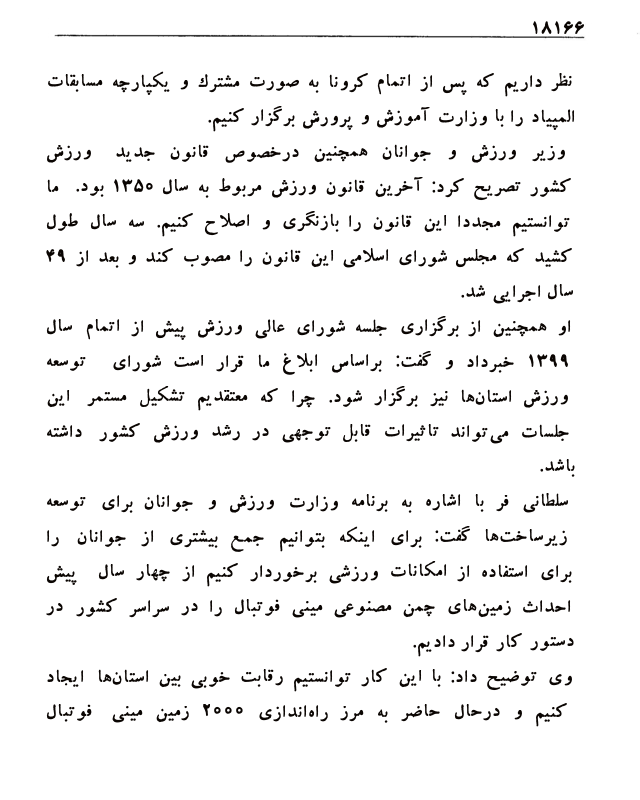 ۱۸۱۶۶
نظر داریم که پس از اتمام کرونا به صورت مشترك و یکپارچه مسابقات
المپیاد را با وزارت آموزش و پرورش برگزار کنیم.
وزیر ورزش و جوانان همچنین درخصوص قانون جدید ورزش
کشور تصریح کرد: آخرین قانون ورزش مربوط به سال ۱۳۵۰ بود. ما
توانستیم مجددا این قانون را بازنگری و اصلاح کنیم. سه سال طول
کشید که مجلس شورای اسلامی این قانون را مصوب کند و بعد از ۴۹
سال اجرایی شد.
او همچنین از برگزاری جلسه شورای عالی ورزش پیش از اتمام سال
۱۳۹۹ خبرداد و گفت: براساس ابلاغ ما قرار است شورای توسعه
ورزش استان‌ها نیز برگزار شود. چرا که معتقدیم تشکیل مستمر این
جلسات می‌تواند تاثیرات قابل توجهی در رشد ورزش کشور داشته
باشد.
سلطانی فر با اشاره به برنامه وزارت ورزش و جوانان برای توسعه
زیرساخت‌ها گفت: برای اینکه بتوانیم جمع بیشتری از جوانان را
برای استفاده از امکانات ورزشی برخوردار کنیم از چهار سال پیش
احداث زمین‌های چمن مصنوعی مینی فوتبال را در سراسر کشور در
دستور کار قرار دادیم.
وی توضیح داد: با این کار توانستیم رقابت خوبی بین استان‌ها ایجاد
کنیم و درحال حاضر به مرز راه‌اندازی ۲۰۰۰ زمین مینی فوتبال